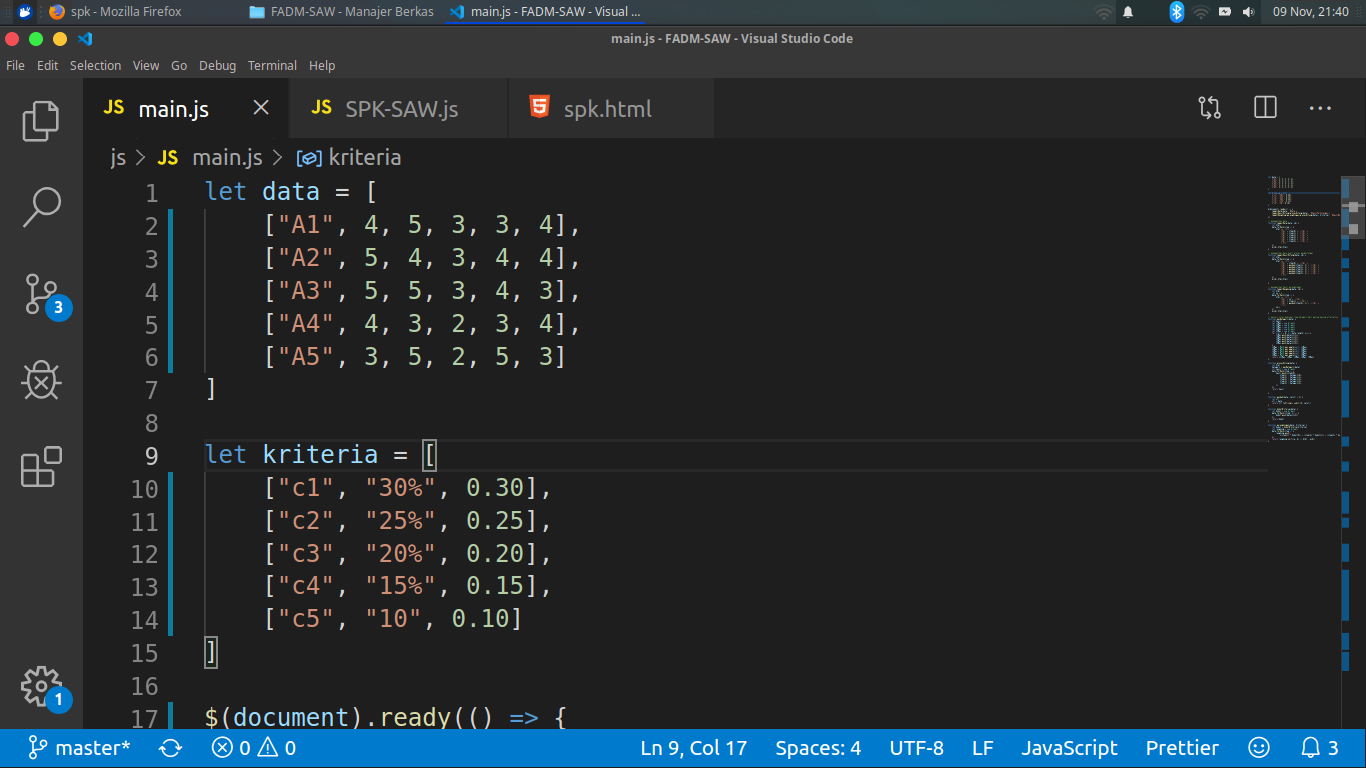 spk - Mozilla Firefox FADM-SAW - Manajer Berkas main.js - FADM-SAW - Visual ... 09 Nov, 21:40
main.js - FADM-SAW - Visual Studio Code
File Edit Selection View Go Debug Terminal Help
JS main.js JS SPK-SAW.js spk.html
js > JS main.js > kriteria
1 let data = [
2 ["A1", 4, 5, 3, 3, 4],
3 ["A2", 5, 4, 3, 4, 4],
4 ["A3", 5, 5, 3, 4, 3],
5 ["A4", 4, 3, 2, 3, 4],
6 ["A5", 3, 5, 2, 5, 3]
7 ]
8
9 let kriteria = [
10 ["c1", "30%", 0.30],
11 ["c2", "25%", 0.25],
12 ["c3", "20%", 0.20],
13 ["c4", "15%", 0.15],
14 ["c5", "10", 0.10]
15 ]
16
17 $(document).ready(() => {
3
1
master* 0 0 Ln 9, Col 17 Spaces: 4 UTF-8 LF JavaScript Prettier 3